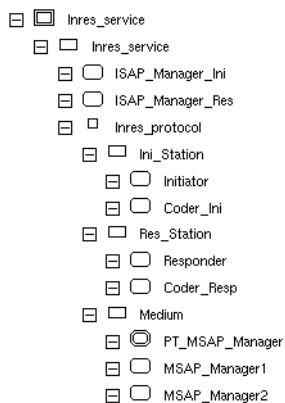 Inres_service
Inres_service
ISAP_Manager_Ini
ISAP_Manager_Res
Inres_protocol
Ini_Station
Initiator
Coder_Ini
Res_Station
Responder
Coder_Resp
Medium
PT_MSAP_Manager
MSAP_Manager1
MSAP_Manager2